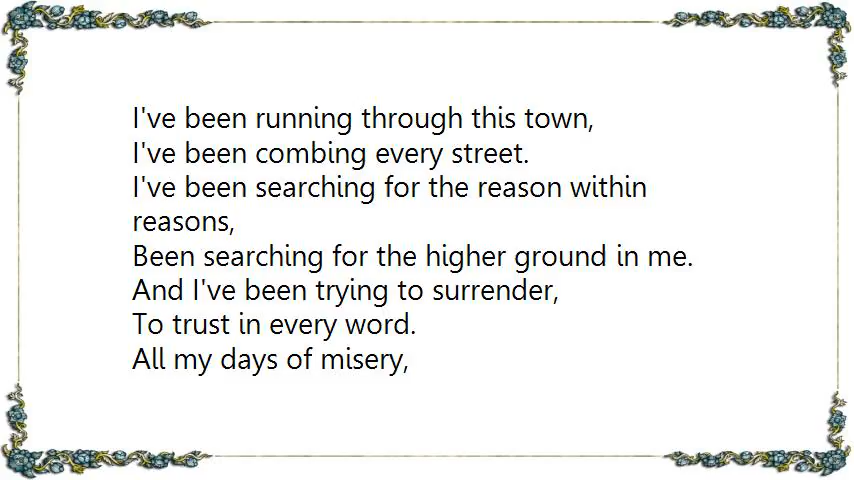 I've been running through this town,
I've been combing every street.
I've been searching for the reason within
reasons,
Been searching for the higher ground in me.
And I've been trying to surrender,
To trust in every word.
All my days of misery,